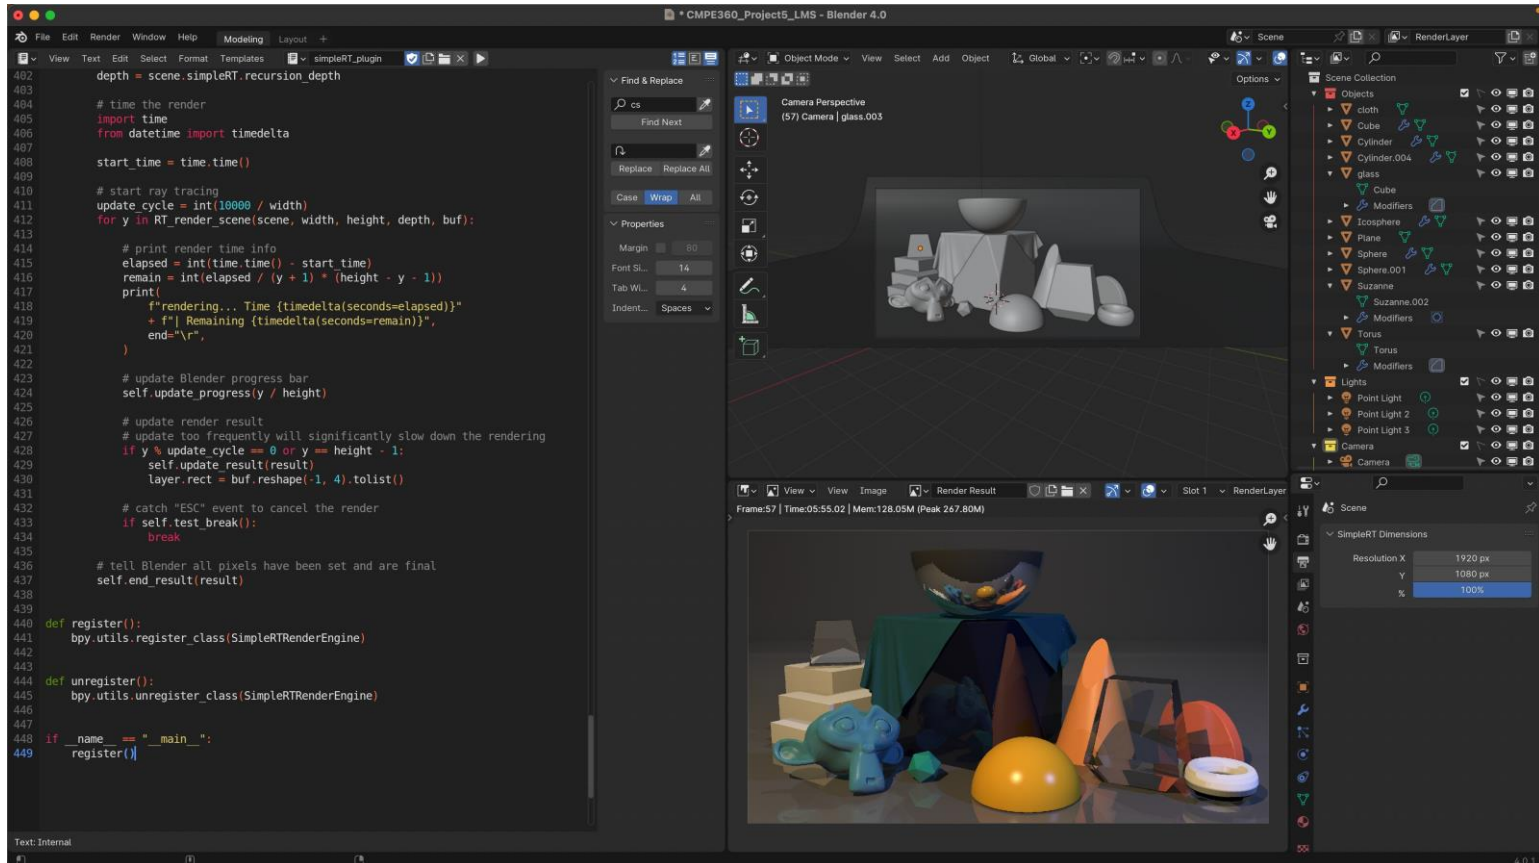 * CMPE360_Project5_LMS - Blender 4.0
File Edit Render Window Help Modeling Layout +
Scene RenderLayer
View Text Edit Select Format Templates simpleRT_plugin
402 depth = scene.simpleRT.recursion_depth
403
404 # time the render
405 import time
406 from datetime import timedelta
407
408 start_time = time.time()
409
410 # start ray tracing
411 update_cycle = int(10000 / width)
412 for y in RT_render_scene(scene, width, height, depth, buf):
413
414 # print render time info
415 elapsed = int(time.time() - start_time)
416 remain = int(elapsed / (y + 1) * (height - y - 1))
417 print(
418 f"rendering... Time {timedelta(seconds=elapsed)}"
419 + f"| Remaining {timedelta(seconds=remain)}",
420 end="\r",
421 )
422
423 # update Blender progress bar
424 self.update_progress(y / height)
425
426 # update render result
427 # update too frequently will significantly slow down the rendering
428 if y % update_cycle == 0 or y == height - 1:
429 self.update_result(result)
430 layer.rect = buf.reshape(-1, 4).tolist()
431
432 # catch "ESC" event to cancel the render
433 if self.test_break():
434 break
435
436 # tell Blender all pixels have been set and are final
437 self.end_result(result)
438
439
440 def register():
441 bpy.utils.register_class(SimpleRTRenderEngine)
442
443
444 def unregister():
445 bpy.utils.unregister_class(SimpleRTRenderEngine)
446
447
448 if __name__ == "__main__":
449 register()
Text: Internal
Find & Replace
cs
Find Next
Replace Replace All
Case Wrap All
Properties
Margin 80
Font Si... 14
Tab Wi... 4
Indent... Spaces
Object Mode View Select Add Object Global
Options
Camera Perspective
(57) Camera | glass.003
Z
X
Y
View View Image Render Result Slot 1 RenderLayer
Frame:57 | Time:05:55.02 | Mem:128.05M (Peak 267.80M)
Scene Collection
Objects
cloth
Cube
Cylinder
Cylinder.004
glass
Cube
Modifiers
Icosphere
Plane
Sphere
Sphere.001
Suzanne
Suzanne.002
Modifiers
Torus
Torus
Modifiers
Lights
Point Light
Point Light 2
Point Light 3
Camera
Camera
Scene
SimpleRT Dimensions
Resolution X 1920 px
Y 1080 px
% 100%